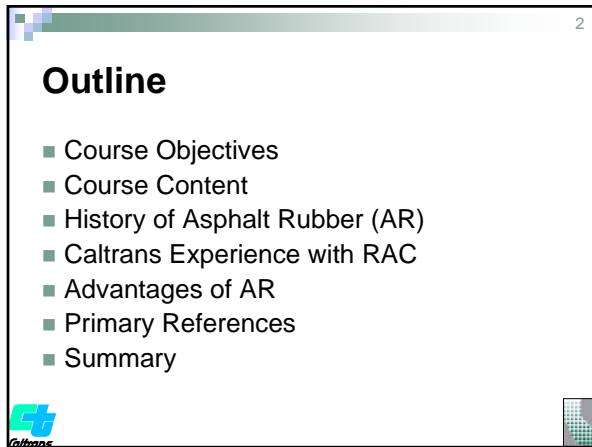 2
Outline
Course Objectives
Course Content
History of Asphalt Rubber (AR)
Caltrans Experience with RAC
Advantages of AR
Primary References
Summary
Ct
Caltrans